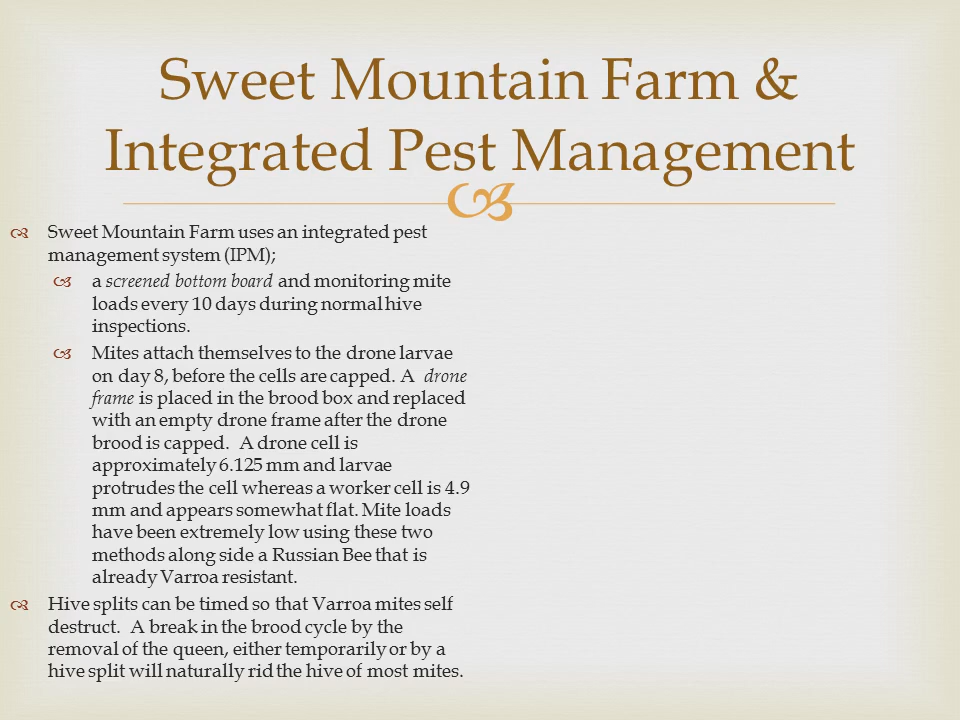 Sweet Mountain Farm &
Integrated Pest Management
Sweet Mountain Farm uses an integrated pest
management system (IPM);
a screened bottom board and monitoring mite
loads every 10 days during normal hive
inspections.
Mites attach themselves to the drone larvae
on day 8, before the cells are capped. A drone
frame is placed in the brood box and replaced
with an empty drone frame after the drone
brood is capped. A drone cell is
approximately 6.125 mm and larvae
protrudes the cell whereas a worker cell is 4.9
mm and appears somewhat flat. Mite loads
have been extremely low using these two
methods along side a Russian Bee that is
already Varroa resistant.
Hive splits can be timed so that Varroa mites self
destruct. A break in the brood cycle by the
removal of the queen, either temporarily or by a
hive split will naturally rid the hive of most mites.